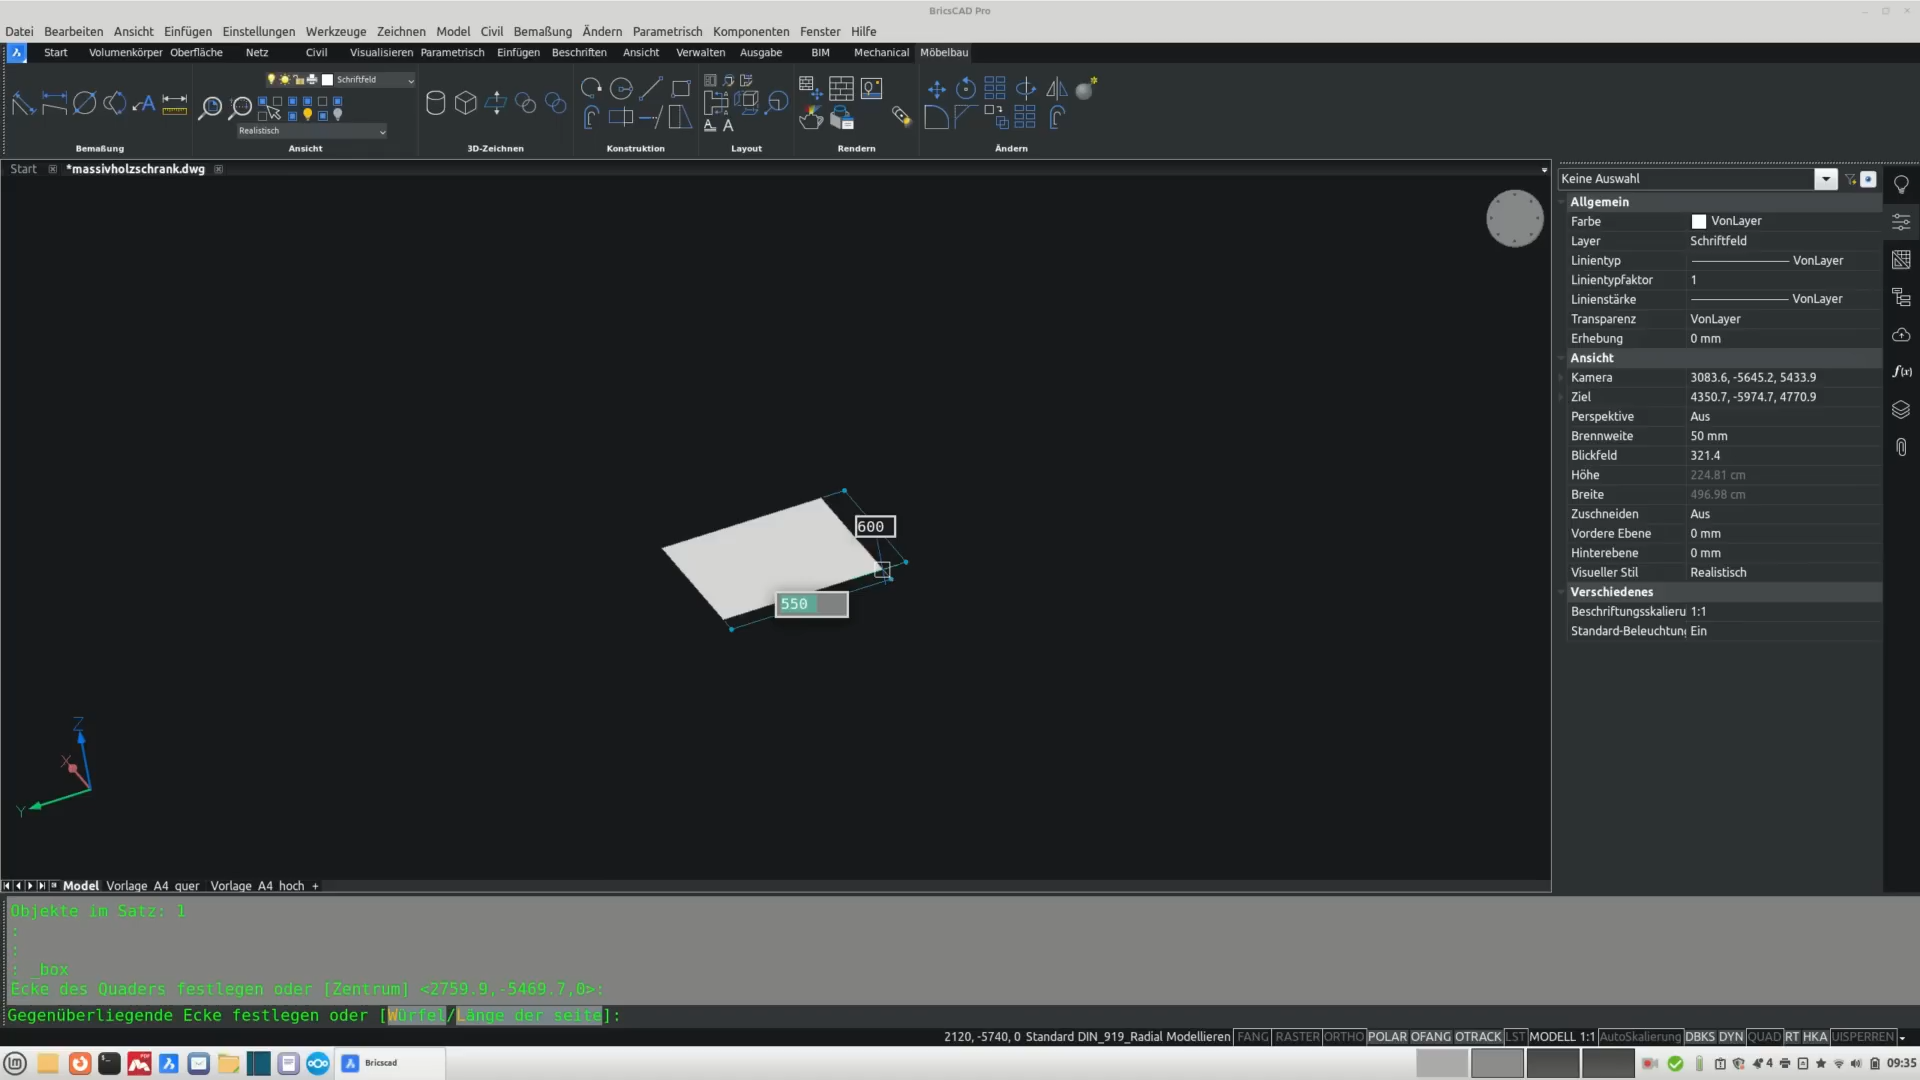 BricsCAD Pro
Datei Bearbeiten Ansicht Einfügen Einstellungen Werkzeuge Zeichnen Model Civil Bemaßung Ändern Parametrisch Komponenten Fenster Hilfe
Start Volumenkörper Oberfläche Netz Civil Visualisieren Parametrisch Einfügen Beschriften Ansicht Verwalten Ausgabe BIM Mechanical Möbelbau
Schriftfeld
Realistisch
Bemaßung Ansicht 3D-Zeichnen Konstruktion Layout Rendern Ändern
Start *massivholzschrank.dwg
Keine Auswahl
Allgemein
Farbe VonLayer
Layer Schriftfeld
Linientyp VonLayer
Linientypfaktor 1
Linienstärke VonLayer
Transparenz VonLayer
Erhebung 0 mm
Ansicht
Kamera 3083.6, -5645.2, 5433.9
Ziel 4350.7, -5974.7, 4770.9
Perspektive Aus
Brennweite 50 mm
Blickfeld 321.4
Höhe 224.81 cm
Breite 496.98 cm
Zuschneiden Aus
Vordere Ebene 0 mm
Hinterebene 0 mm
Visueller Stil Realistisch
Verschiedenes
Beschriftungsskalieru 1:1
Standard-Beleuchtung Ein
f(x)
600
550
Z
X
Y
Model Vorlage A4 quer Vorlage A4 hoch +
Objekte im Satz: 1
:
:
: _box
Ecke des Quaders festlegen oder [Zentrum] <2759.9,-5469.7,0>:
Gegenüberliegende Ecke festlegen oder [Würfel/Länge der seite]:
2120, -5740, 0 Standard DIN_919_Radial Modellieren FANG RASTER ORTHO POLAR OFANG OTRACK LST MODELL 1:1 AutoSkalierung DBKS DYN QUAD RT HKA UISPERREN
Bricscad 4 09:35